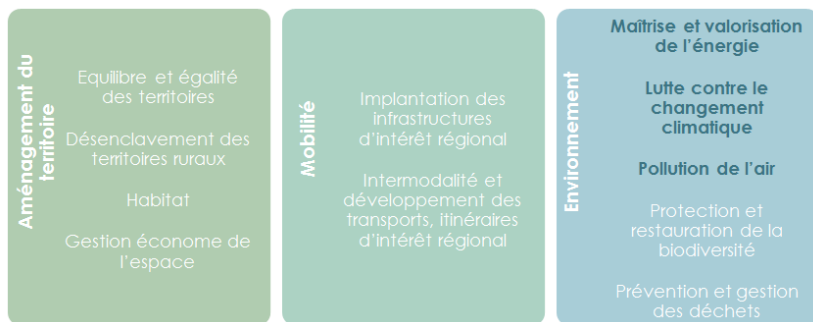 Aménagement du
territoire
Equilibre et égalité
des territoires
Désenclavement des
territoires ruraux
Habitat
Gestion économe de
l'espace
Mobilité
Implantation des
infrastructures
d'intérêt régional
Intermodalité et
développement des
transports, itinéraires
d'intérêt régional
Environnement
Maîtrise et valorisation
de l'énergie
Lutte contre le
changement
climatique
Pollution de l'air
Protection et
restauration de la
biodiversité
Prévention et gestion
des déchets